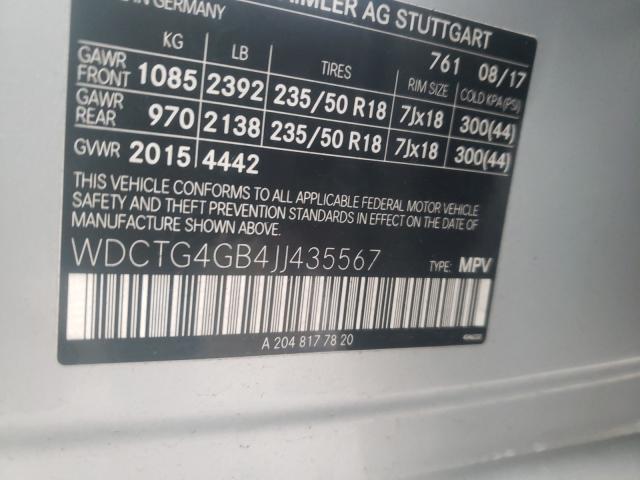 IN GERMANY
DAIMLER AG STUTTGART
761 08/17
KG LB TIRES RIM SIZE COLD KPA(PSI)
GAWR FRONT 1085 2392 235/50 R18 7Jx18 300(44)
GAWR REAR 970 2138 235/50 R18 7Jx18 300(44)
GVWR 2015 4442
THIS VEHICLE CONFORMS TO ALL APPLICABLE FEDERAL MOTOR VEHICLE
SAFETY AND THEFT PREVENTION STANDARDS IN EFFECT ON THE DATE OF
MANUFACTURE SHOWN ABOVE.
WDCTG4GB4JJ435567 TYPE: MPV
A 204 817 78 20